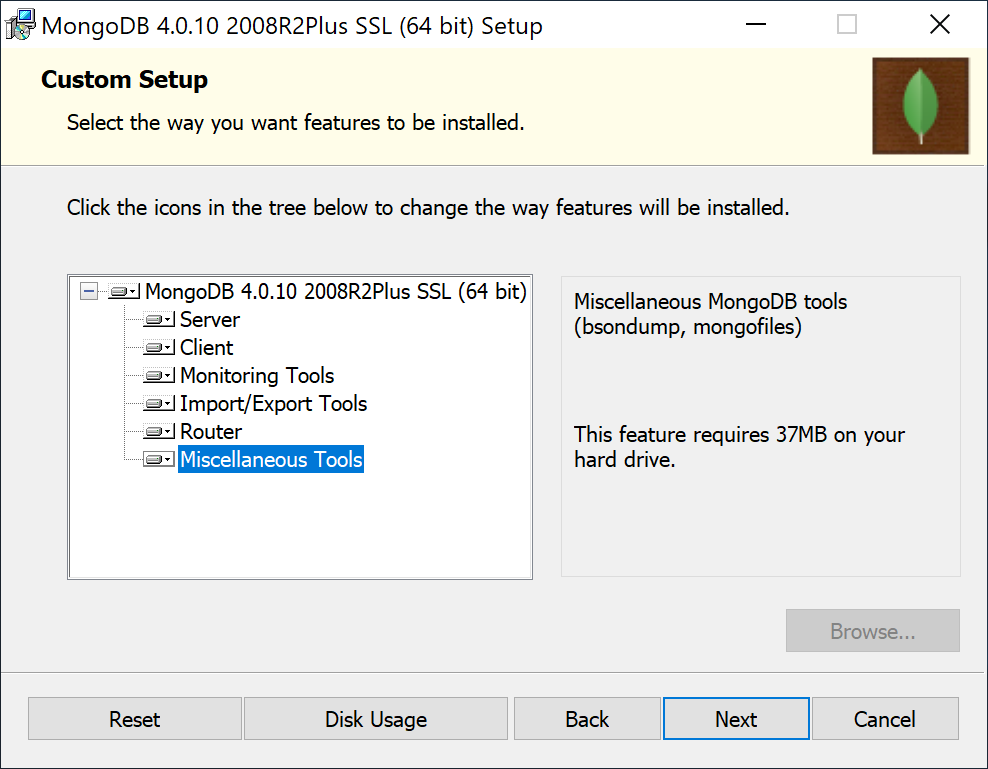 MongoDB 4.0.10 2008R2Plus SSL (64 bit) Setup
Custom Setup
Select the way you want features to be installed.
Click the icons in the tree below to change the way features will be installed.
MongoDB 4.0.10 2008R2Plus SSL (64 bit)
Server
Client
Monitoring Tools
Import/Export Tools
Router
Miscellaneous Tools
Miscellaneous MongoDB tools
(bsondump, mongofiles)
This feature requires 37MB on your
hard drive.
Browse...
Reset
Disk Usage
Back
Next
Cancel